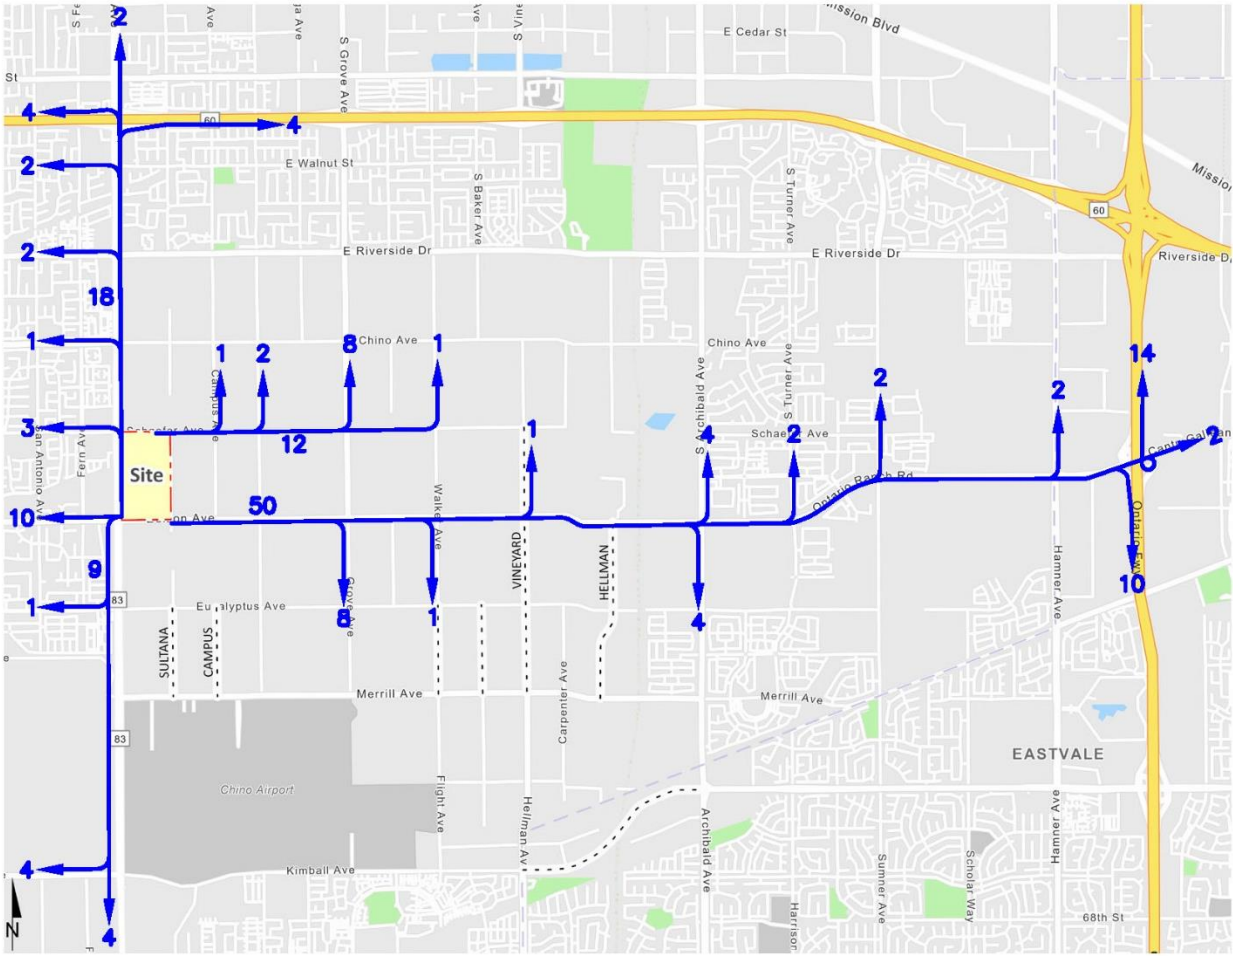 2
S Grove Ave
S Vine
E Cedar St
Mission Blvd
St
4
60
4
2
E Walnut St
S Baker Ave
S Turner Ave
60
Mission
2
E Riverside Dr
E Riverside Dr
Riverside D
18
1
1
2
8
Chino Ave
1
Chino Ave
14
Campus Ave
S Archibald Ave
S Turner Ave
2
2
3
Schaefer Ave
12
1
4
Schaefer Ave
2
2
San Antonio Ave
Fern Ave
Site
Ontario Ranch Rd
10
on Ave
50
Walker Ave
VINEYARD
HELLMAN
Ontario Fwy
9
10
1
83
Eucalyptus Ave
8
Grove Ave
1
4
Hamner Ave
SULTANA
CAMPUS
Merrill Ave
Carpenter Ave
Merrill Ave
83
EASTVALE
Chino Airport
Flight Ave
Hellman Av
Archibald Ave
Hamner Ave
4
Kimball Ave
Sumner Ave
Scholar Way
Harrison
68th St
4
N